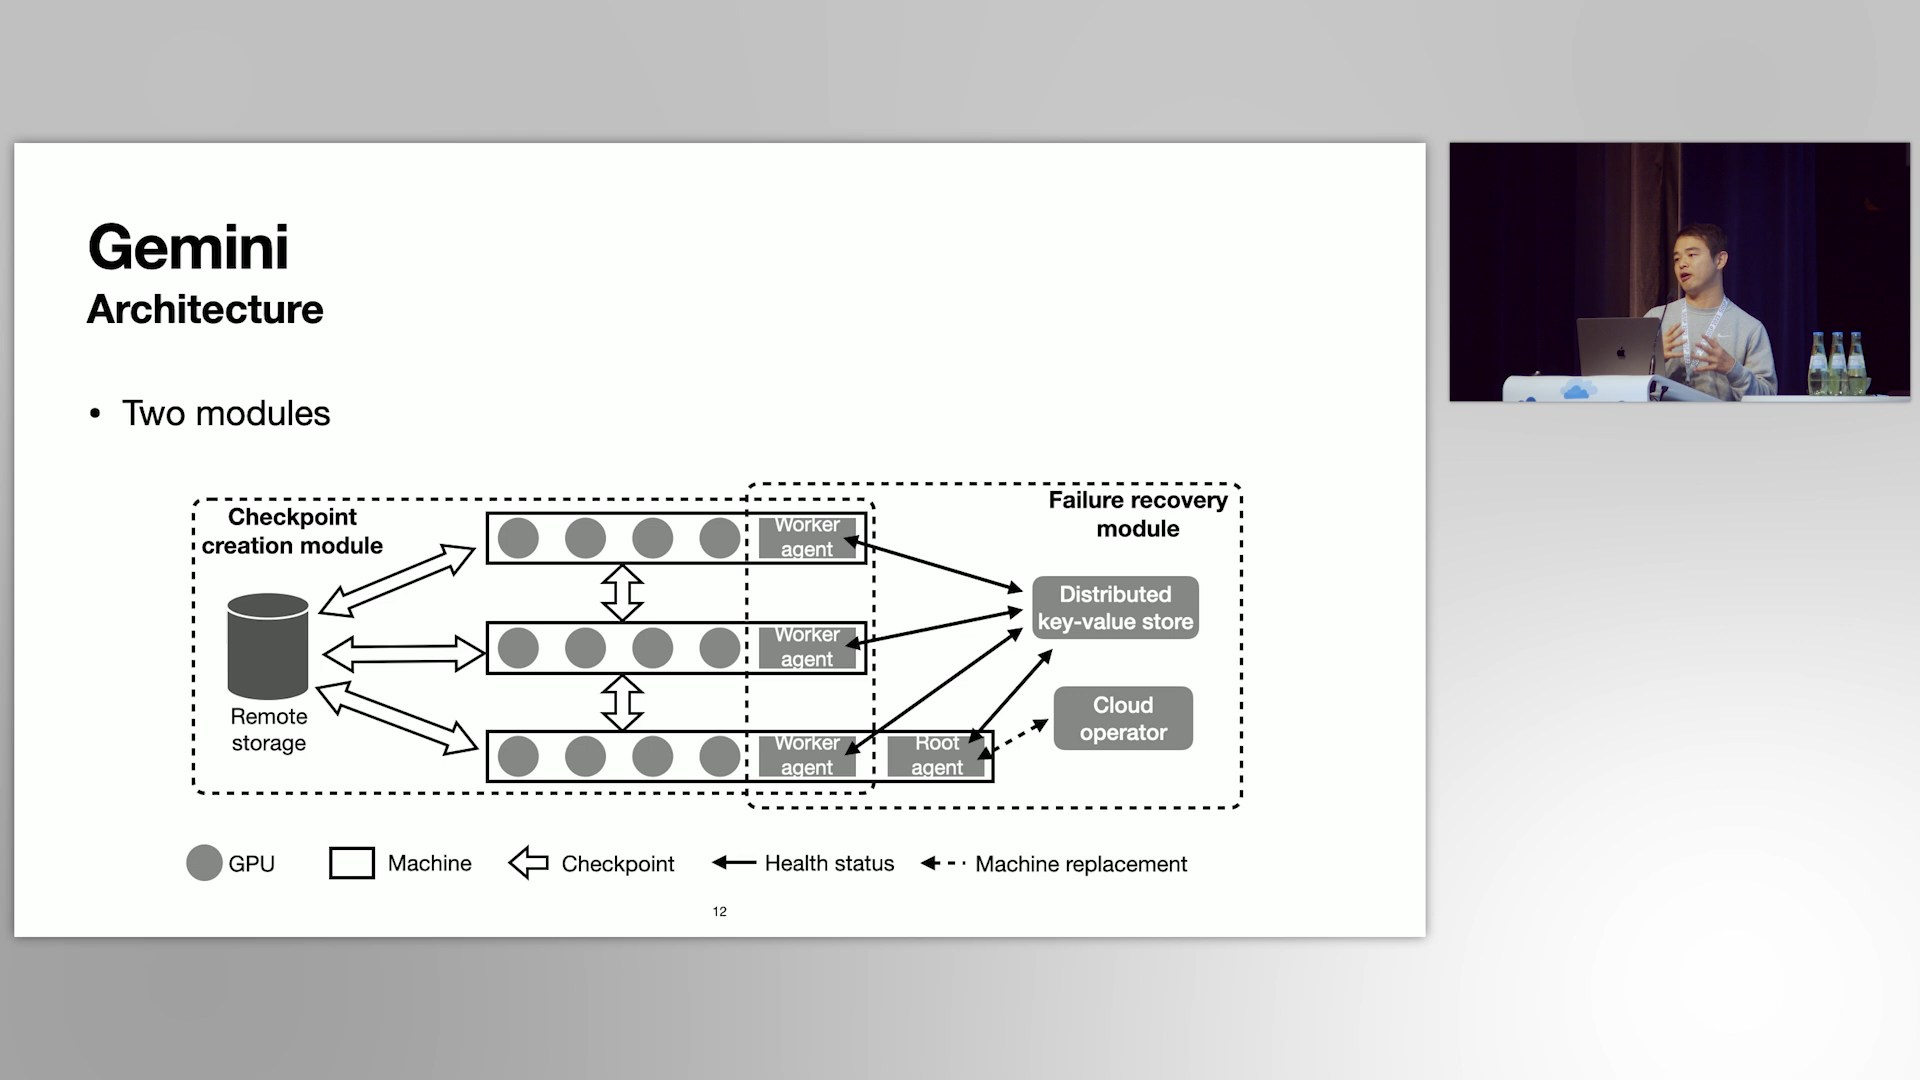 Gemini
Architecture
• Two modules
Checkpoint
creation module
Failure recovery
module
Worker
agent
Worker
agent
Worker
agent
Root
agent
Distributed
key-value store
Cloud
operator
Remote
storage
GPU
Machine
Checkpoint
Health status
Machine replacement
12